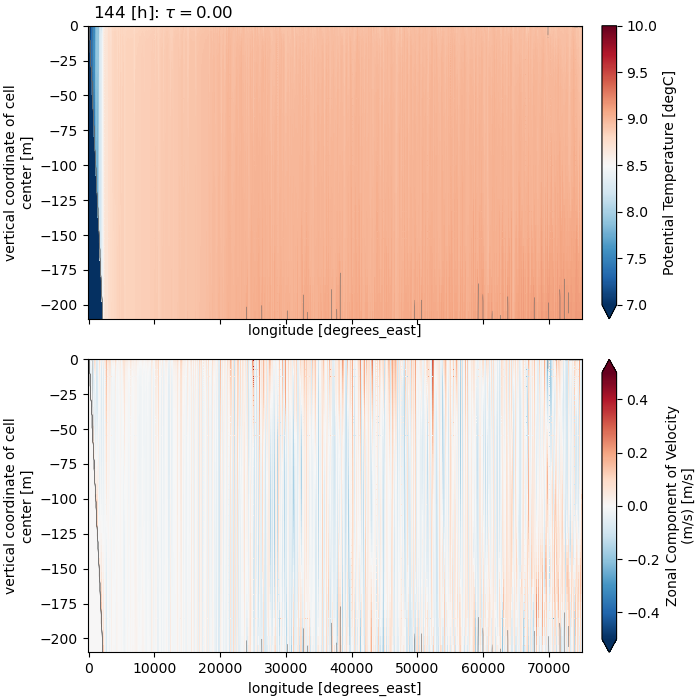 144 [h]: τ = 0.00
0
−25
−50
−75
−100
−125
−150
−175
−200
vertical coordinate of cell
center [m]
longitude [degrees_east]
10.0
9.5
9.0
8.5
8.0
7.5
7.0
Potential Temperature [degC]
0
−25
−50
−75
−100
−125
−150
−175
−200
vertical coordinate of cell
center [m]
0 10000 20000 30000 40000 50000 60000 70000
longitude [degrees_east]
0.4
0.2
0.0
−0.2
−0.4
Zonal Component of Velocity
(m/s) [m/s]